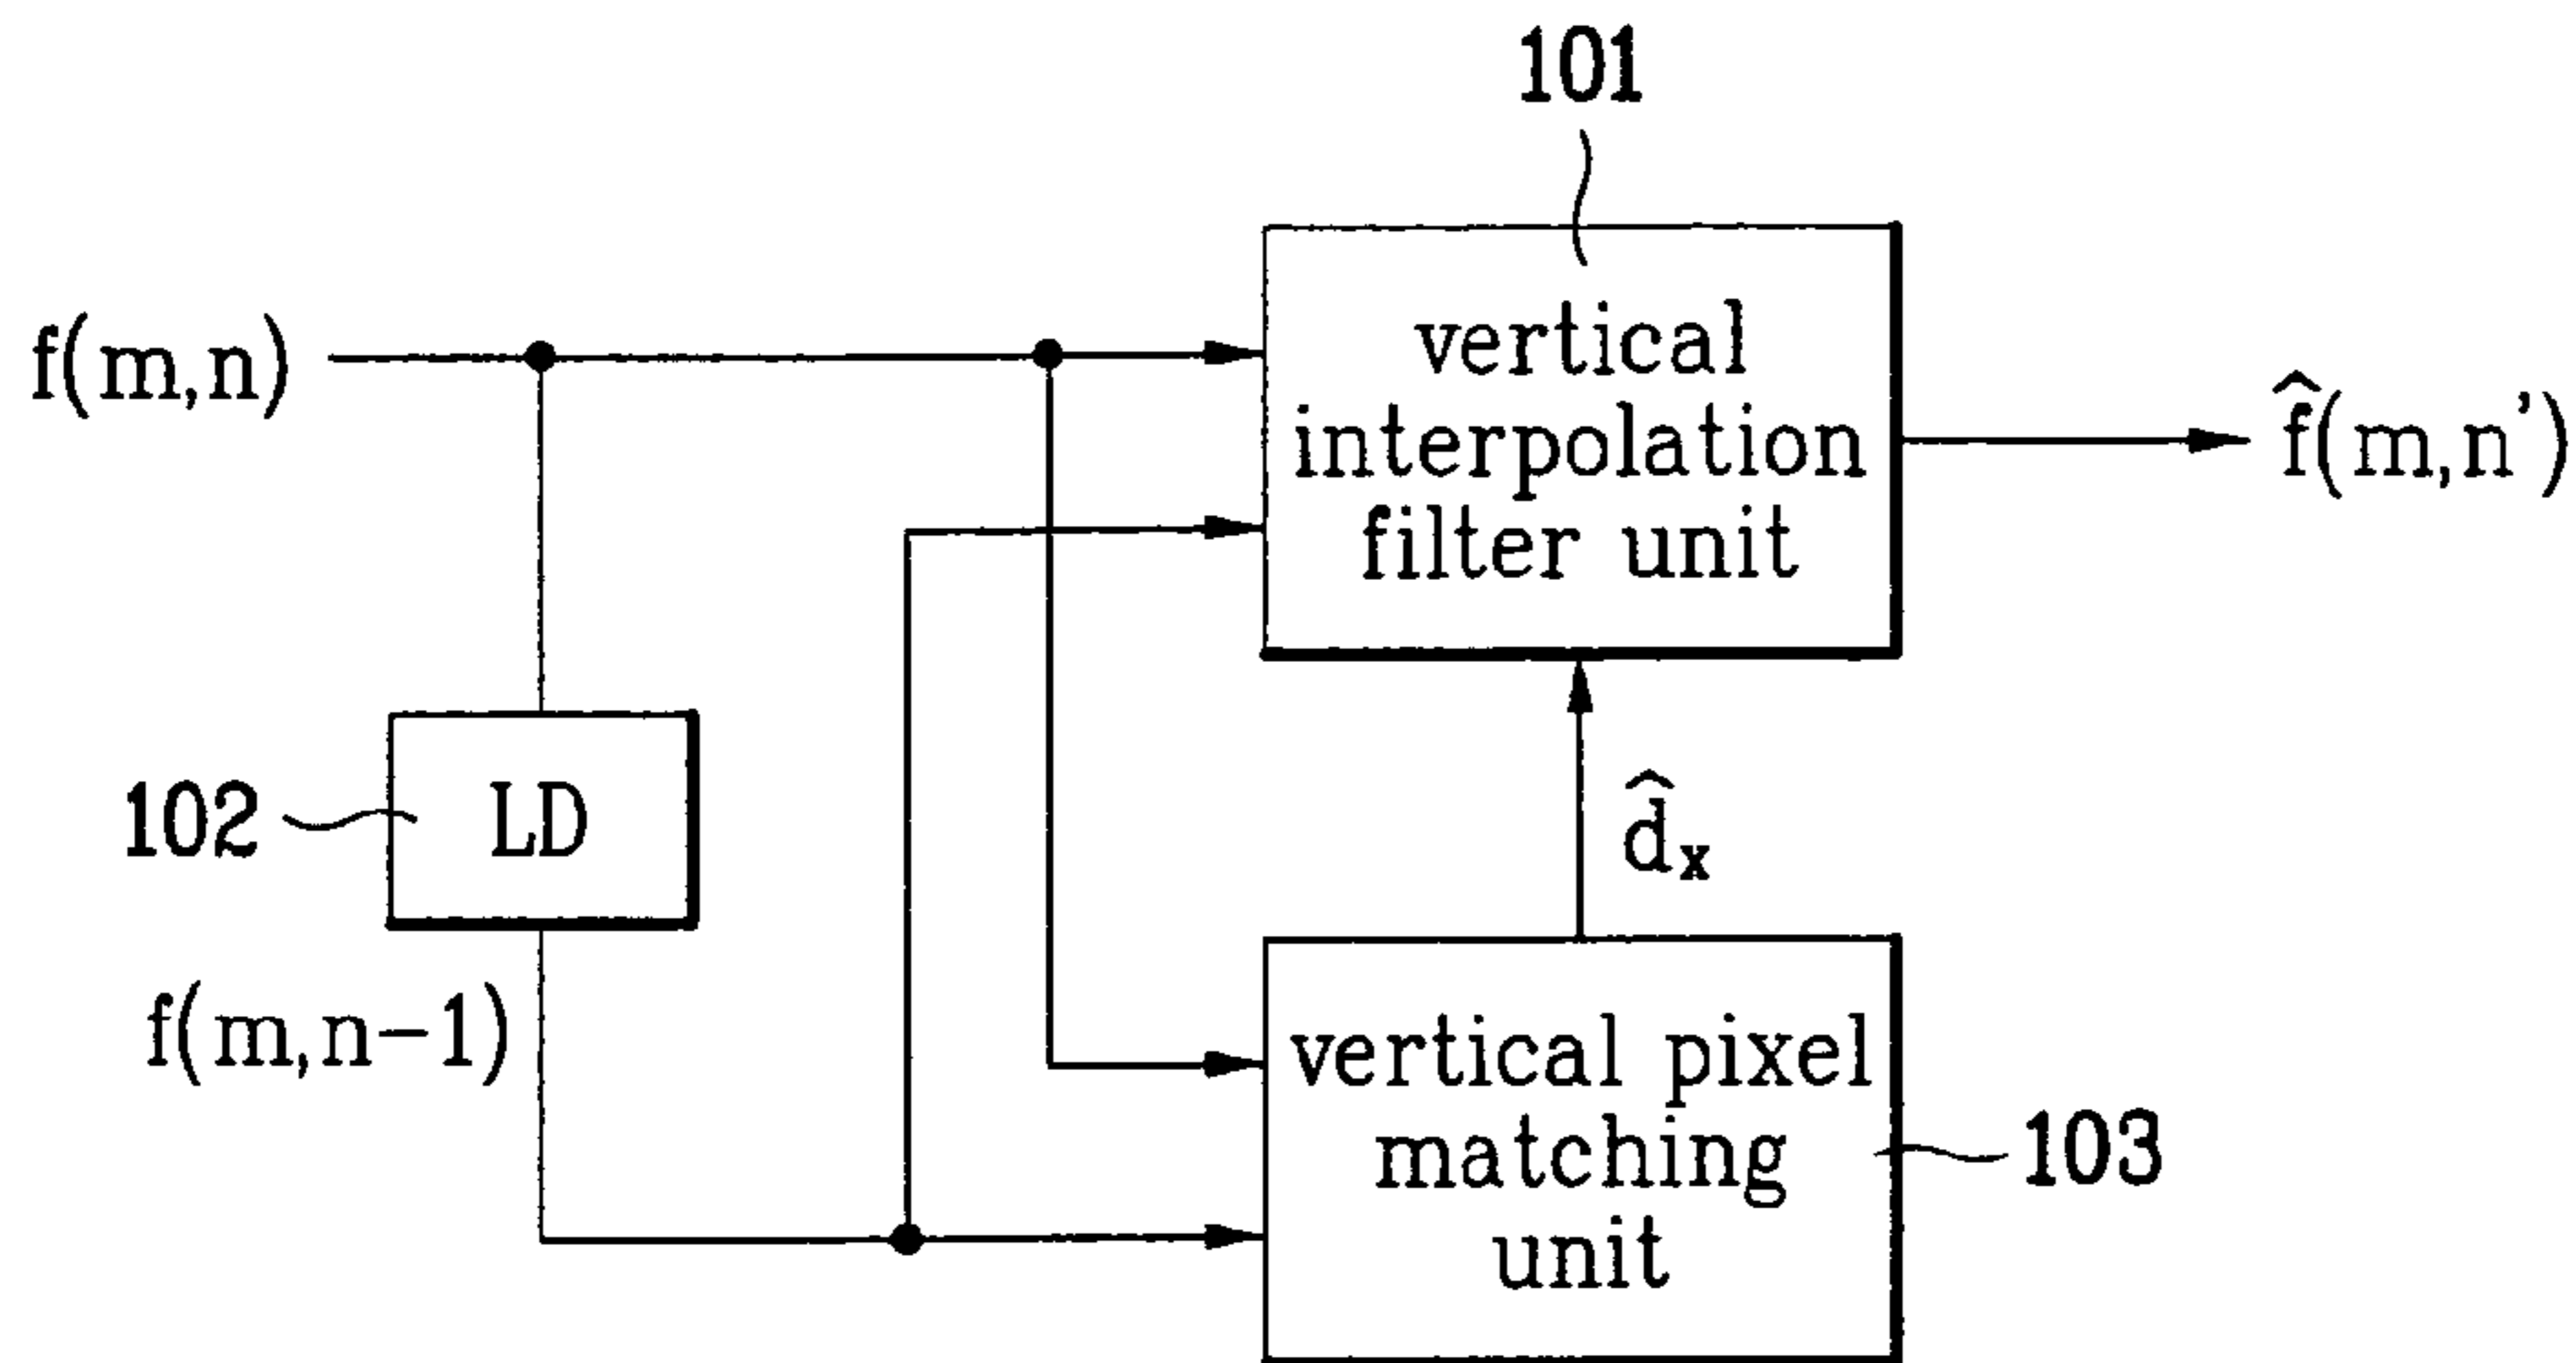 101
f(m,n)
vertical
interpolation
filter unit
f̂(m,n')
102
LD
d̂ₓ
f(m,n-1)
vertical pixel
matching
unit
103